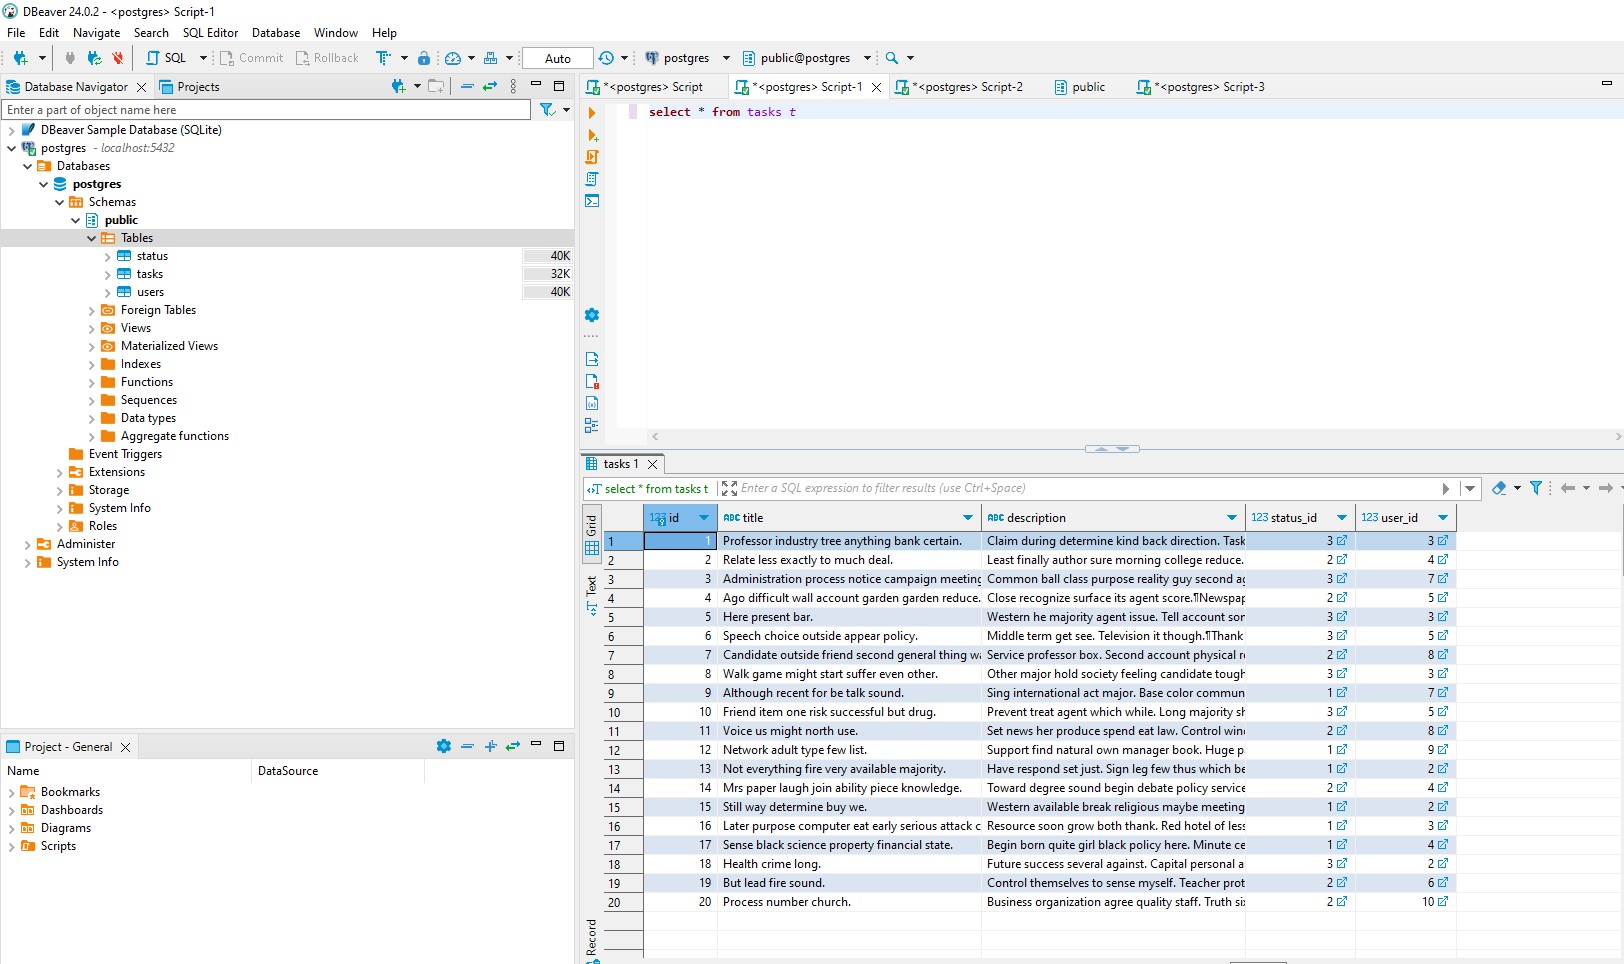 DBeaver 24.0.2 - <postgres> Script-1
File Edit Navigate Search SQL Editor Database Window Help
SQL Commit Rollback Auto postgres public@postgres
Database Navigator Projects
*<postgres> Script *<postgres> Script-1 *<postgres> Script-2 public *<postgres> Script-3
Enter a part of object name here
select * from tasks t
DBeaver Sample Database (SQLite)
postgres - localhost:5432
Databases
postgres
Schemas
public
Tables
status 40K
tasks 32K
users 40K
Foreign Tables
Views
Materialized Views
Indexes
Functions
Sequences
Data types
Aggregate functions
Event Triggers
Extensions
Storage
System Info
Roles
Administer
System Info
Project - General
Name DataSource
Bookmarks
Dashboards
Diagrams
Scripts
tasks 1
select * from tasks t Enter a SQL expression to filter results (use Ctrl+Space)
Grid
Text
Record
123 id ABC title ABC description 123 status_id 123 user_id
1 1 Professor industry tree anything bank certain. Claim during determine kind back direction. Task 3 3
2 2 Relate less exactly to much deal. Least finally author sure morning college reduce. 2 4
3 3 Administration process notice campaign meeting Common ball class purpose reality guy second ag 3 7
4 4 Ago difficult wall account garden garden reduce. Close recognize surface its agent score.¶Newspap 2 5
5 5 Here present bar. Western he majority agent issue. Tell account son 3 3
6 6 Speech choice outside appear policy. Middle term get see. Television it though.¶Thank 3 5
7 7 Candidate outside friend second general thing wa Service professor box. Second account physical re 2 8
8 8 Walk game might start suffer even other. Other major hold society feeling candidate tough 3 3
9 9 Although recent for be talk sound. Sing international act major. Base color commun 1 7
10 10 Friend item one risk successful but drug. Prevent treat agent which while. Long majority sh 3 5
11 11 Voice us might north use. Set news her produce spend eat law. Control wind 2 8
12 12 Network adult type few list. Support find natural own manager book. Huge p 1 9
13 13 Not everything fire very available majority. Have respond set just. Sign leg few thus which be 1 2
14 14 Mrs paper laugh join ability piece knowledge. Toward degree sound begin debate policy service 2 4
15 15 Still way determine buy we. Western available break religious maybe meeting 1 2
16 16 Later purpose computer eat early serious attack c Resource soon grow both thank. Red hotel of less 1 3
17 17 Sense black science property financial state. Begin born quite girl black policy here. Minute ce 1 4
18 18 Health crime long. Future success several against. Capital personal a 3 2
19 19 But lead fire sound. Control themselves to sense myself. Teacher prot 2 6
20 20 Process number church. Business organization agree quality staff. Truth six 2 10